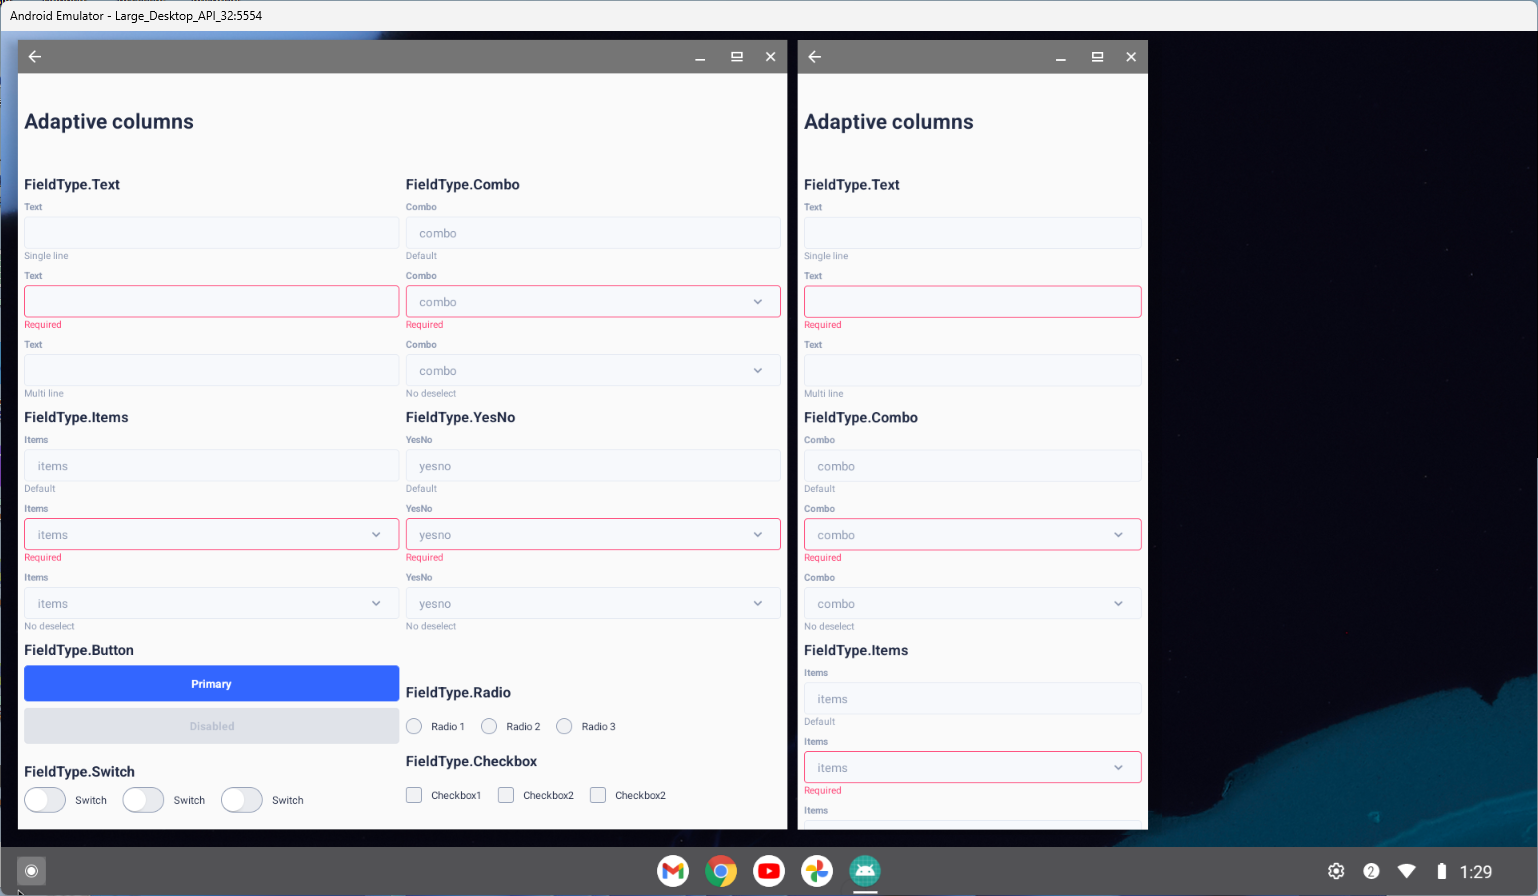 Android Emulator - Large_Desktop_API_32:5554
Adaptive columns
FieldType.Text
Text
Single line
Text
Required
Text
Multi line
FieldType.Combo
Combo
combo
Default
Combo
combo
Required
Combo
combo
No deselect
FieldType.Items
Items
items
Default
Items
items
Required
Items
items
No deselect
FieldType.YesNo
YesNo
yesno
Default
YesNo
yesno
Required
YesNo
yesno
No deselect
FieldType.Button
Primary
Disabled
FieldType.Radio
Radio 1 Radio 2 Radio 3
FieldType.Switch
Switch Switch Switch
FieldType.Checkbox
Checkbox1 Checkbox2 Checkbox2
Adaptive columns
FieldType.Text
Text
Single line
Text
Required
Text
Multi line
FieldType.Combo
Combo
combo
Default
Combo
combo
Required
Combo
combo
No deselect
FieldType.Items
Items
items
Default
Items
items
Required
Items
2 1:29